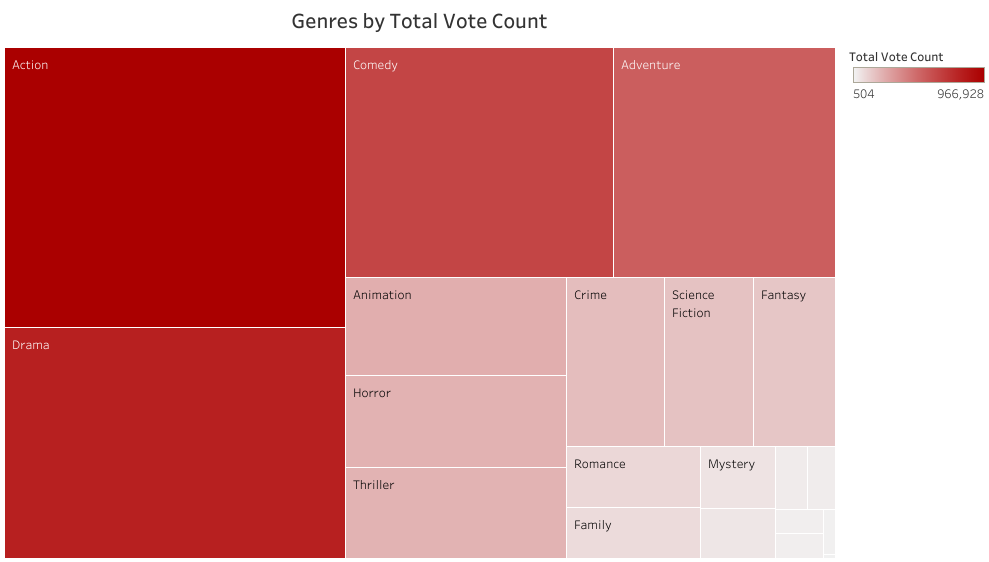 Genres by Total Vote Count
Action
Comedy
Adventure
Total Vote Count
504 966,928
Animation
Crime
Science
Fiction
Fantasy
Drama
Horror
Romance
Mystery
Thriller
Family